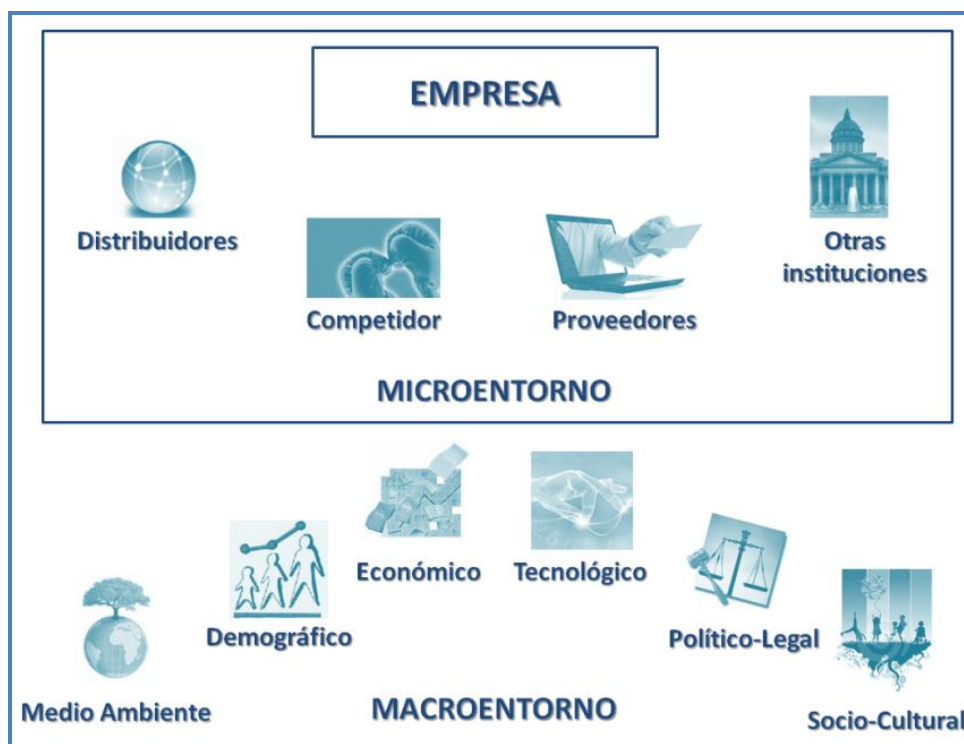 EMPRESA
Distribuidores
Otras
instituciones
Competidor
Proveedores
MICROENTORNO
Económico
Tecnológico
Demográfico
Político-Legal
Medio Ambiente
MACROENTORNO
Socio-Cultural